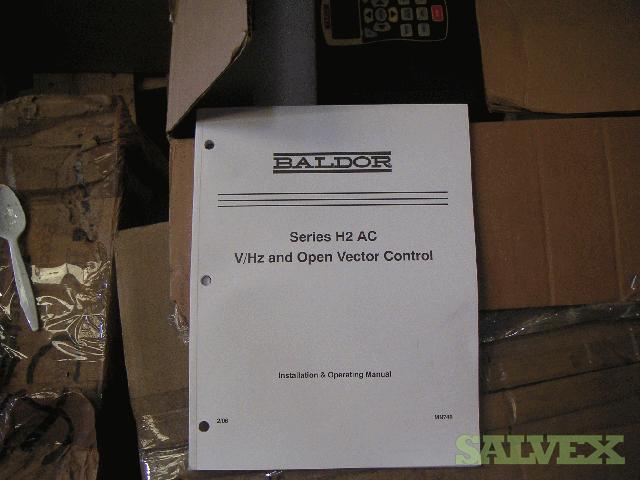 BALDOR
Series H2 AC
V/Hz and Open Vector Control
Installation & Operating Manual
2/06
SALVEX